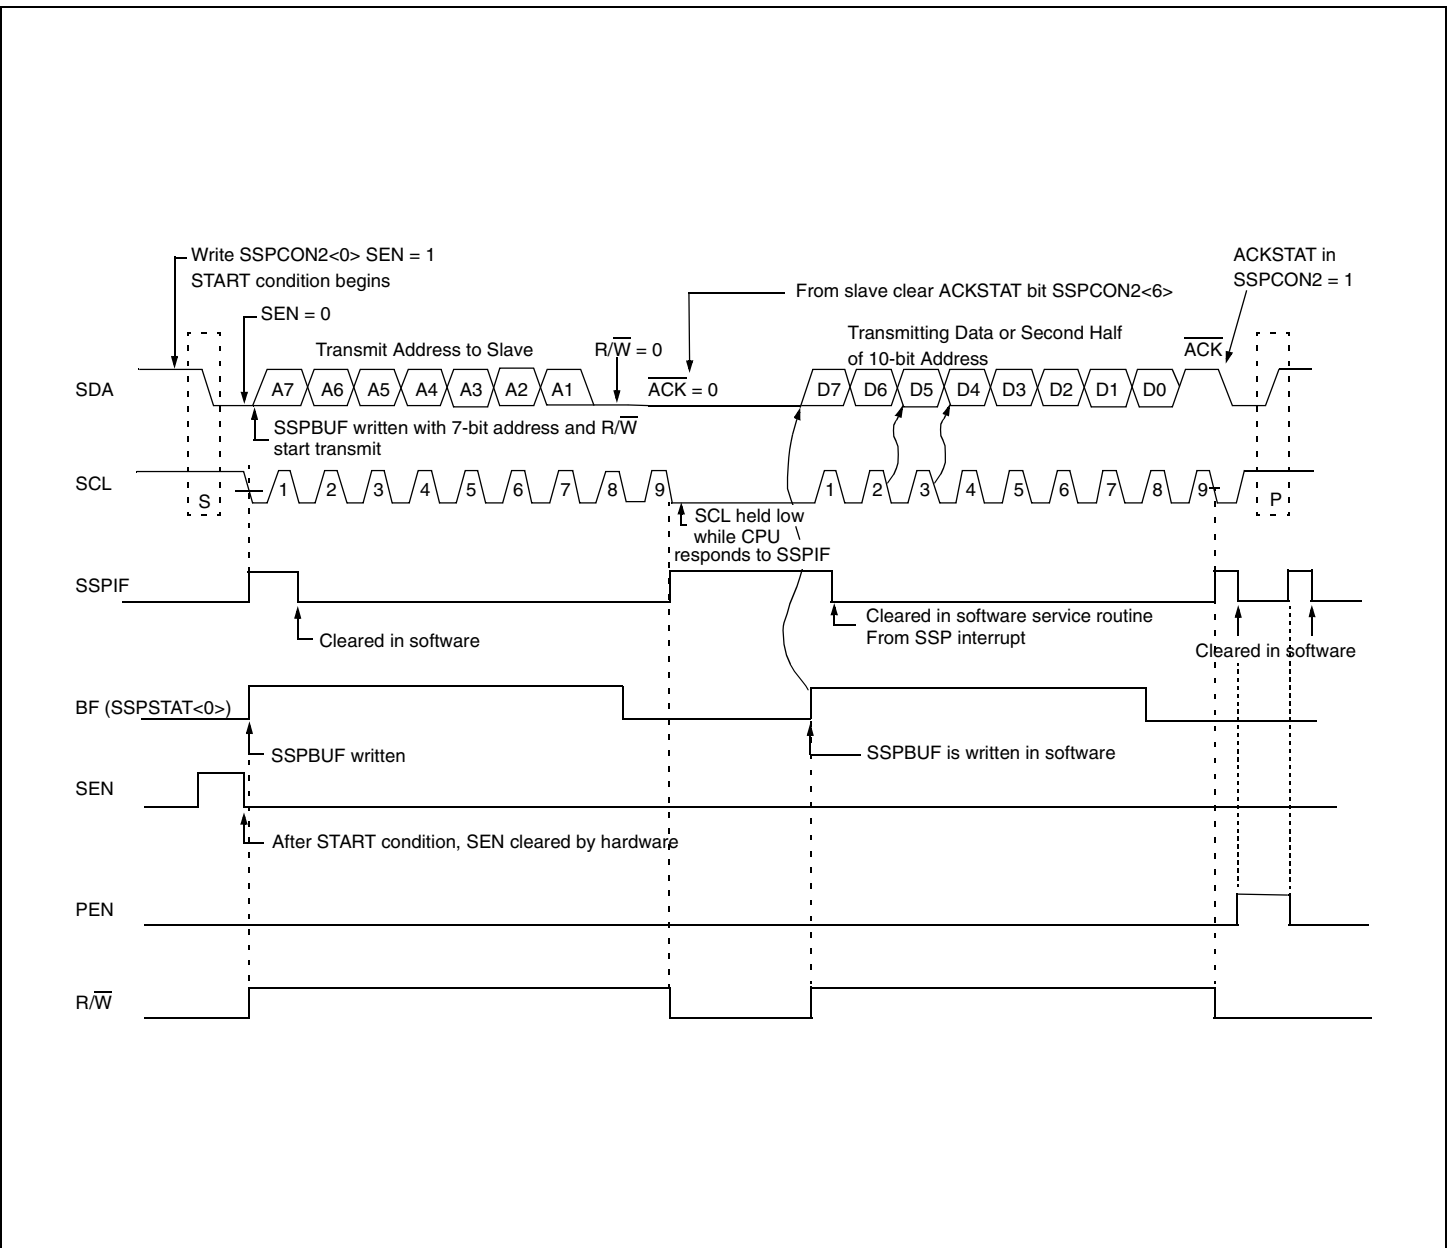 Write SSPCON2<0> SEN = 1
START condition begins
ACKSTAT in
SSPCON2 = 1
From slave clear ACKSTAT bit SSPCON2<6>
SEN = 0
Transmitting Data or Second Half
of 10-bit Address
Transmit Address to Slave
R/W̅ = 0
A̅C̅K̅
SDA
A7 A6 A5 A4 A3 A2 A1
A̅C̅K̅ = 0
D7 D6 D5 D4 D3 D2 D1 D0
SSPBUF written with 7-bit address and R/W̅
start transmit
SCL
S
1 2 3 4 5 6 7 8 9
1 2 3 4 5 6 7 8 9
P
SCL held low
while CPU
responds to SSPIF
SSPIF
Cleared in software
Cleared in software service routine
From SSP interrupt
Cleared in software
BF (SSPSTAT<0>)
SSPBUF written
SSPBUF is written in software
SEN
After START condition, SEN cleared by hardware
PEN
R/W̅